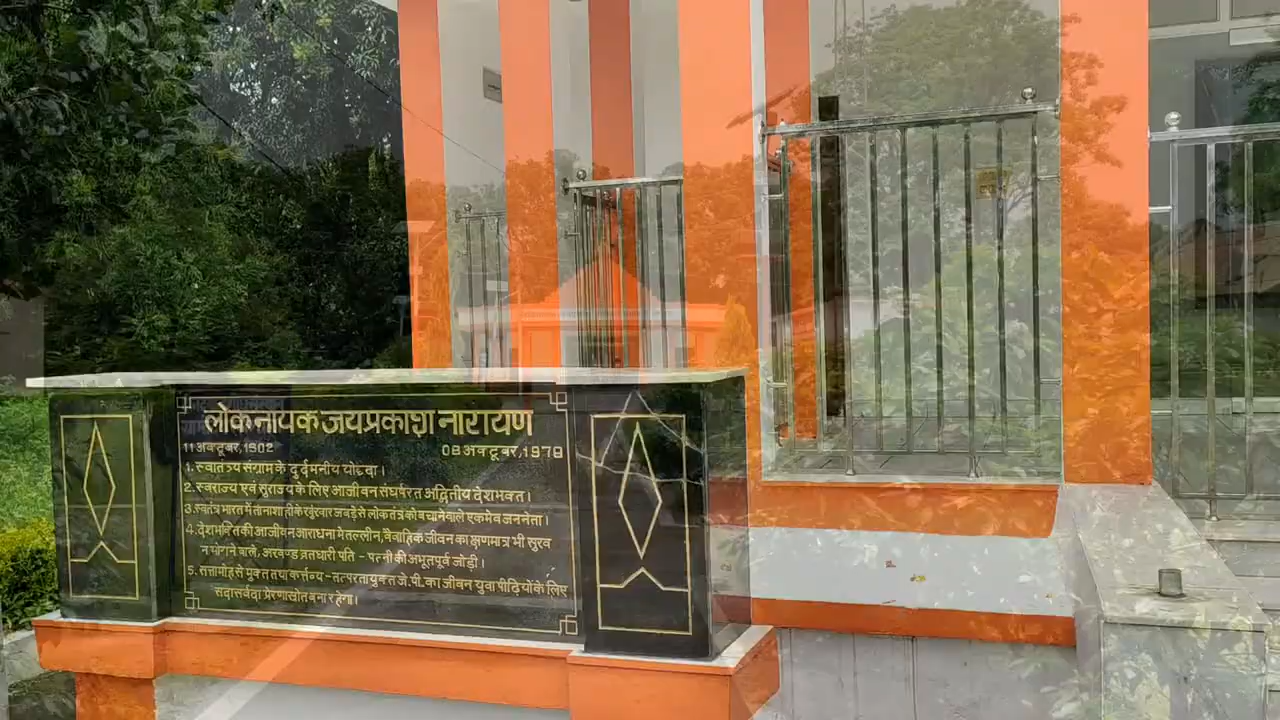 लोकनायक जयप्रकाश नारायण
11 अक्टूबर,1902 08 अक्टूबर,1979
1. स्वातंत्र्य संग्राम के दुर्दमनीय योद्धा।
2. स्वराज्य एवं सुराज्य के लिए आजीवन संघर्षरत अद्वितीय देशभक्त।
3. स्वतंत्र भारत में तानाशाही के खूंखार जबड़े से लोकतंत्र को बचाने वाले एकमेव जननेता।
4. देशभक्ति की आजीवन आराधना में तल्लीन, वैवाहिक जीवन का क्षणमात्र भी सुख
न भोगने वाले, अखण्ड व्रतधारी पति - पत्नी की अभूतपूर्व जोड़ी।
5. सत्तामोह से मुक्त तथा कर्त्तव्य - तत्परता युक्त जे.पी. का जीवन युवा पीढ़ियों के लिए
सदा सर्वदा प्रेरणास्रोत बना रहेगा।